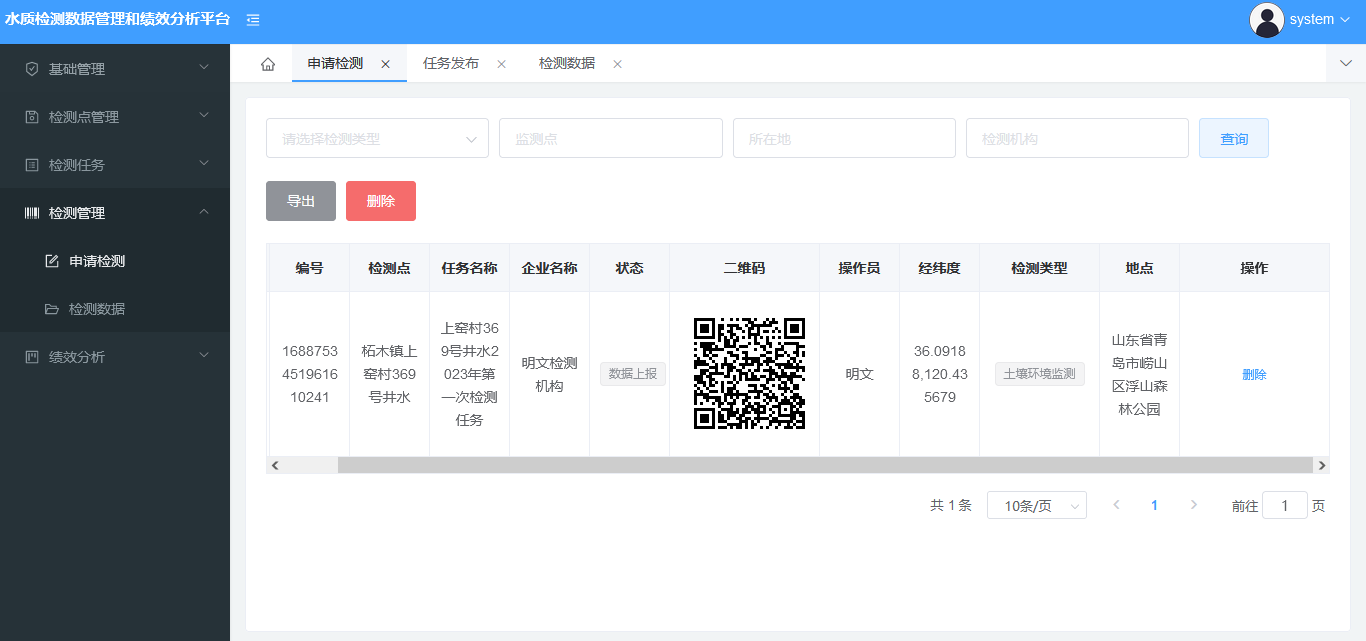 水质检测数据管理和绩效分析平台
system
基础管理
检测点管理
检测任务
检测管理
申请检测
检测数据
绩效分析
申请检测
任务发布
检测数据
请选择检测类型
监测点
所在地
检测机构
查询
导出
删除
编号
检测点
任务名称
企业名称
状态
二维码
操作员
经纬度
检测类型
地点
操作
1688753
4519616
10241
柘木镇上
窑村369
号井水
上窑村36
9号井水2
023年第
一次检测
任务
明文检测
机构
数据上报
明文
36.0918
8,120.43
5679
土壤环境监测
山东省青
岛市崂山
区浮山森
林公园
删除
共 1 条
10条/页
1
前往
1
页